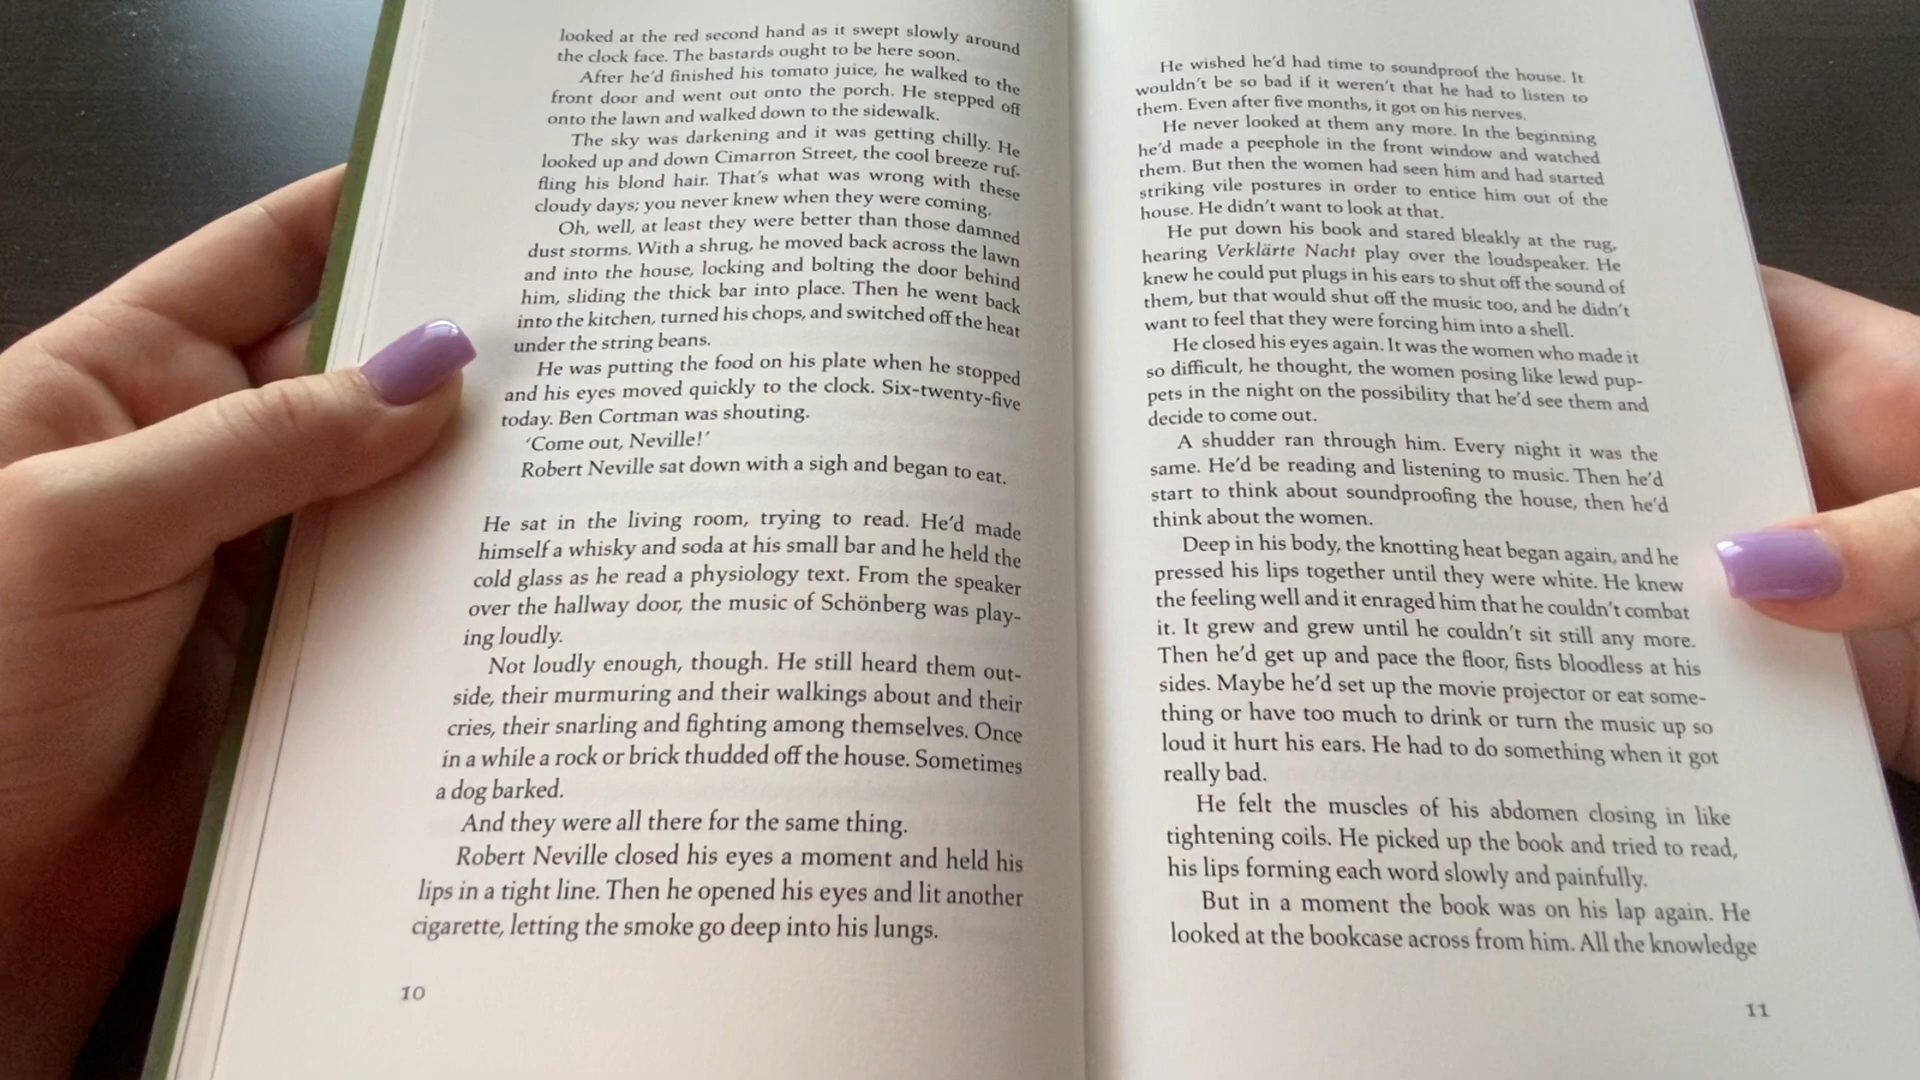 looked at the red second hand as it swept slowly around
the clock face. The bastards ought to be here soon.
After he'd finished his tomato juice, he walked to the
front door and went out onto the porch. He stepped off
onto the lawn and walked down to the sidewalk.
The sky was darkening and it was getting chilly. He
looked up and down Cimarron Street, the cool breeze ruf-
fling his blond hair. That's what was wrong with these
cloudy days; you never knew when they were coming.
Oh, well, at least they were better than those damned
dust storms. With a shrug, he moved back across the lawn
and into the house, locking and bolting the door behind
him, sliding the thick bar into place. Then he went back
into the kitchen, turned his chops, and switched off the heat
under the string beans.
He was putting the food on his plate when he stopped
and his eyes moved quickly to the clock. Six-twenty-five
today. Ben Cortman was shouting.
‘Come out, Neville!’
Robert Neville sat down with a sigh and began to eat.
He sat in the living room, trying to read. He'd made
himself a whisky and soda at his small bar and he held the
cold glass as he read a physiology text. From the speaker
over the hallway door, the music of Schönberg was play-
ing loudly.
Not loudly enough, though. He still heard them out-
side, their murmuring and their walkings about and their
cries, their snarling and fighting among themselves. Once
in a while a rock or brick thudded off the house. Sometimes
a dog barked.
And they were all there for the same thing.
Robert Neville closed his eyes a moment and held his
lips in a tight line. Then he opened his eyes and lit another
cigarette, letting the smoke go deep into his lungs.
10
He wished he'd had time to soundproof the house. It
wouldn't be so bad if it weren't that he had to listen to
them. Even after five months, it got on his nerves.
He never looked at them any more. In the beginning
he'd made a peephole in the front window and watched
them. But then the women had seen him and had started
striking vile postures in order to entice him out of the
house. He didn't want to look at that.
He put down his book and stared bleakly at the rug,
hearing Verklärte Nacht play over the loudspeaker. He
knew he could put plugs in his ears to shut off the sound of
them, but that would shut off the music too, and he didn't
want to feel that they were forcing him into a shell.
He closed his eyes again. It was the women who made it
so difficult, he thought, the women posing like lewd pup-
pets in the night on the possibility that he'd see them and
decide to come out.
A shudder ran through him. Every night it was the
same. He'd be reading and listening to music. Then he'd
start to think about soundproofing the house, then he'd
think about the women.
Deep in his body, the knotting heat began again, and he
pressed his lips together until they were white. He knew
the feeling well and it enraged him that he couldn't combat
it. It grew and grew until he couldn't sit still any more.
Then he'd get up and pace the floor, fists bloodless at his
sides. Maybe he'd set up the movie projector or eat some-
thing or have too much to drink or turn the music up so
loud it hurt his ears. He had to do something when it got
really bad.
He felt the muscles of his abdomen closing in like
tightening coils. He picked up the book and tried to read,
his lips forming each word slowly and painfully.
But in a moment the book was on his lap again. He
looked at the bookcase across from him. All the knowledge
11